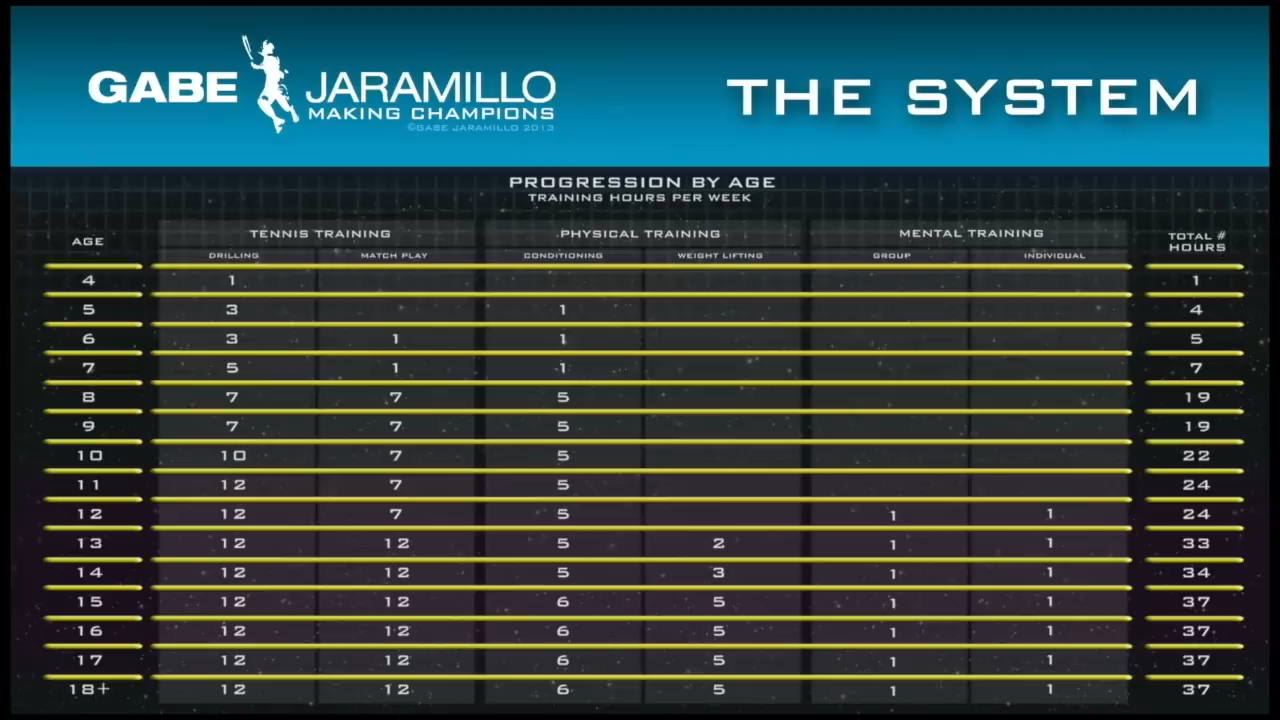 GABE JARAMILLO
MAKING CHAMPIONS
©GABE JARAMILLO 2013
THE SYSTEM
PROGRESSION BY AGE
TRAINING HOURS PER WEEK
AGE TENNIS TRAINING PHYSICAL TRAINING MENTAL TRAINING TOTAL # HOURS
DRILLING MATCH PLAY CONDITIONING WEIGHT LIFTING GROUP INDIVIDUAL
4 1 1
5 3 1 4
6 3 1 1 5
7 5 1 1 7
8 7 7 5 19
9 7 7 5 19
10 10 7 5 22
11 12 7 5 24
12 12 7 5 1 1 24
13 12 12 5 2 1 1 33
14 12 12 5 3 1 1 34
15 12 12 6 5 1 1 37
16 12 12 6 5 1 1 37
17 12 12 6 5 1 1 37
18+ 12 12 6 5 1 1 37